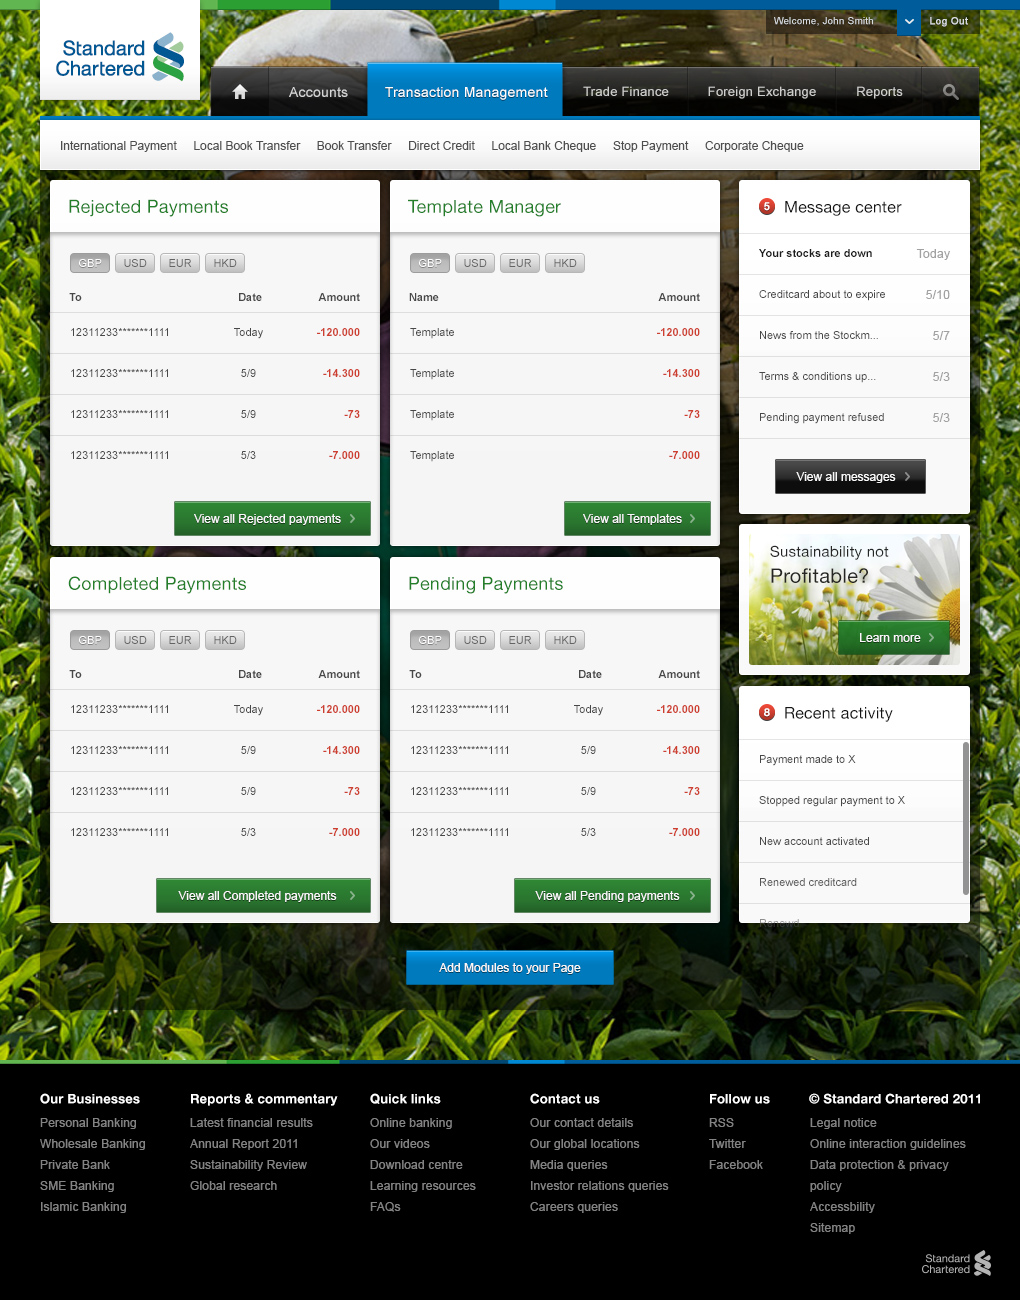 Welcome, John Smith
Log Out
Standard
Chartered
Accounts
Transaction Management
Trade Finance
Foreign Exchange
Reports
International Payment
Local Book Transfer
Book Transfer
Direct Credit
Local Bank Cheque
Stop Payment
Corporate Cheque
Rejected Payments
GBP USD EUR HKD
To Date Amount
12311233*******1111 Today -120.000
12311233*******1111 5/9 -14.300
12311233*******1111 5/9 -73
12311233*******1111 5/3 -7.000
View all Rejected payments
Template Manager
GBP USD EUR HKD
Name Amount
Template -120.000
Template -14.300
Template -73
Template -7.000
View all Templates
5 Message center
Your stocks are down Today
Creditcard about to expire 5/10
News from the Stockm... 5/7
Terms & conditions up... 5/3
Pending payment refused 5/3
View all messages
Sustainability not
Profitable?
Learn more
Completed Payments
GBP USD EUR HKD
To Date Amount
12311233*******1111 Today -120.000
12311233*******1111 5/9 -14.300
12311233*******1111 5/9 -73
12311233*******1111 5/3 -7.000
View all Completed payments
Pending Payments
GBP USD EUR HKD
To Date Amount
12311233*******1111 Today -120.000
12311233*******1111 5/9 -14.300
12311233*******1111 5/9 -73
12311233*******1111 5/3 -7.000
View all Pending payments
8 Recent activity
Payment made to X
Stopped regular payment to X
New account activated
Renewed creditcard
Renewd
Add Modules to your Page
Our Businesses
Personal Banking
Wholesale Banking
Private Bank
SME Banking
Islamic Banking
Reports & commentary
Latest financial results
Annual Report 2011
Sustainability Review
Global research
Quick links
Online banking
Our videos
Download centre
Learning resources
FAQs
Contact us
Our contact details
Our global locations
Media queries
Investor relations queries
Careers queries
Follow us
RSS
Twitter
Facebook
© Standard Chartered 2011
Legal notice
Online interaction guidelines
Data protection & privacy
policy
Accessbility
Sitemap
Standard
Chartered